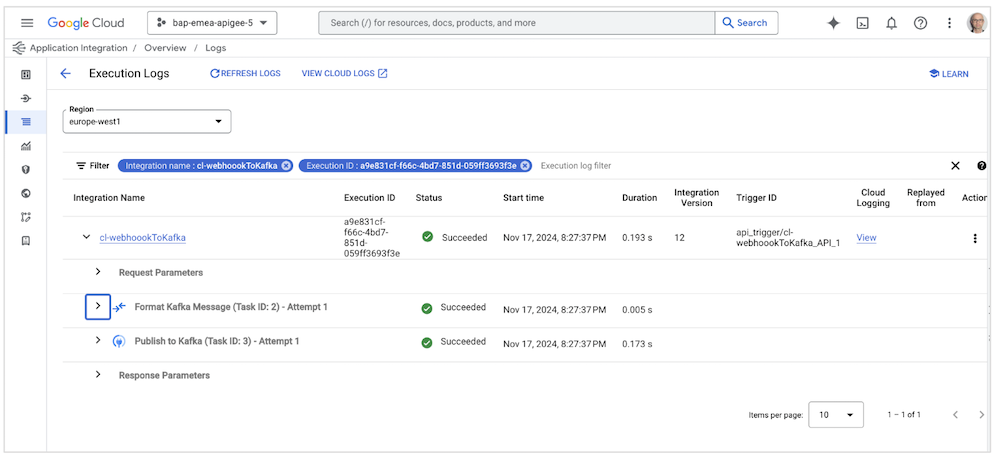 Google Cloud
bap-emea-apigee-5
Search (/) for resources, docs, products, and more
Search
Application Integration / Overview / Logs
Execution Logs
REFRESH LOGS
VIEW CLOUD LOGS
LEARN
Region
europe-west1
Filter
Integration name : cl-webhoookToKafka
Execution ID : a9e831cf-f66c-4bd7-851d-059ff3693f3e
Execution log filter
Integration Name
Execution ID
Status
Start time
Duration
Integration
Version
Trigger ID
Cloud
Logging
Replayed
from
Action
cl-webhoookToKafka
a9e831cf-
f66c-4bd7-
851d-
059ff3693f3e
Succeeded
Nov 17, 2024, 8:27:37 PM
0.193 s
12
api_trigger/cl-
webhoookToKafka_API_1
View
Request Parameters
Format Kafka Message (Task ID: 2) - Attempt 1
Succeeded
Nov 17, 2024, 8:27:37 PM
0.005 s
Publish to Kafka (Task ID: 3) - Attempt 1
Succeeded
Nov 17, 2024, 8:27:37 PM
0.173 s
Response Parameters
Items per page:
10
1 – 1 of 1